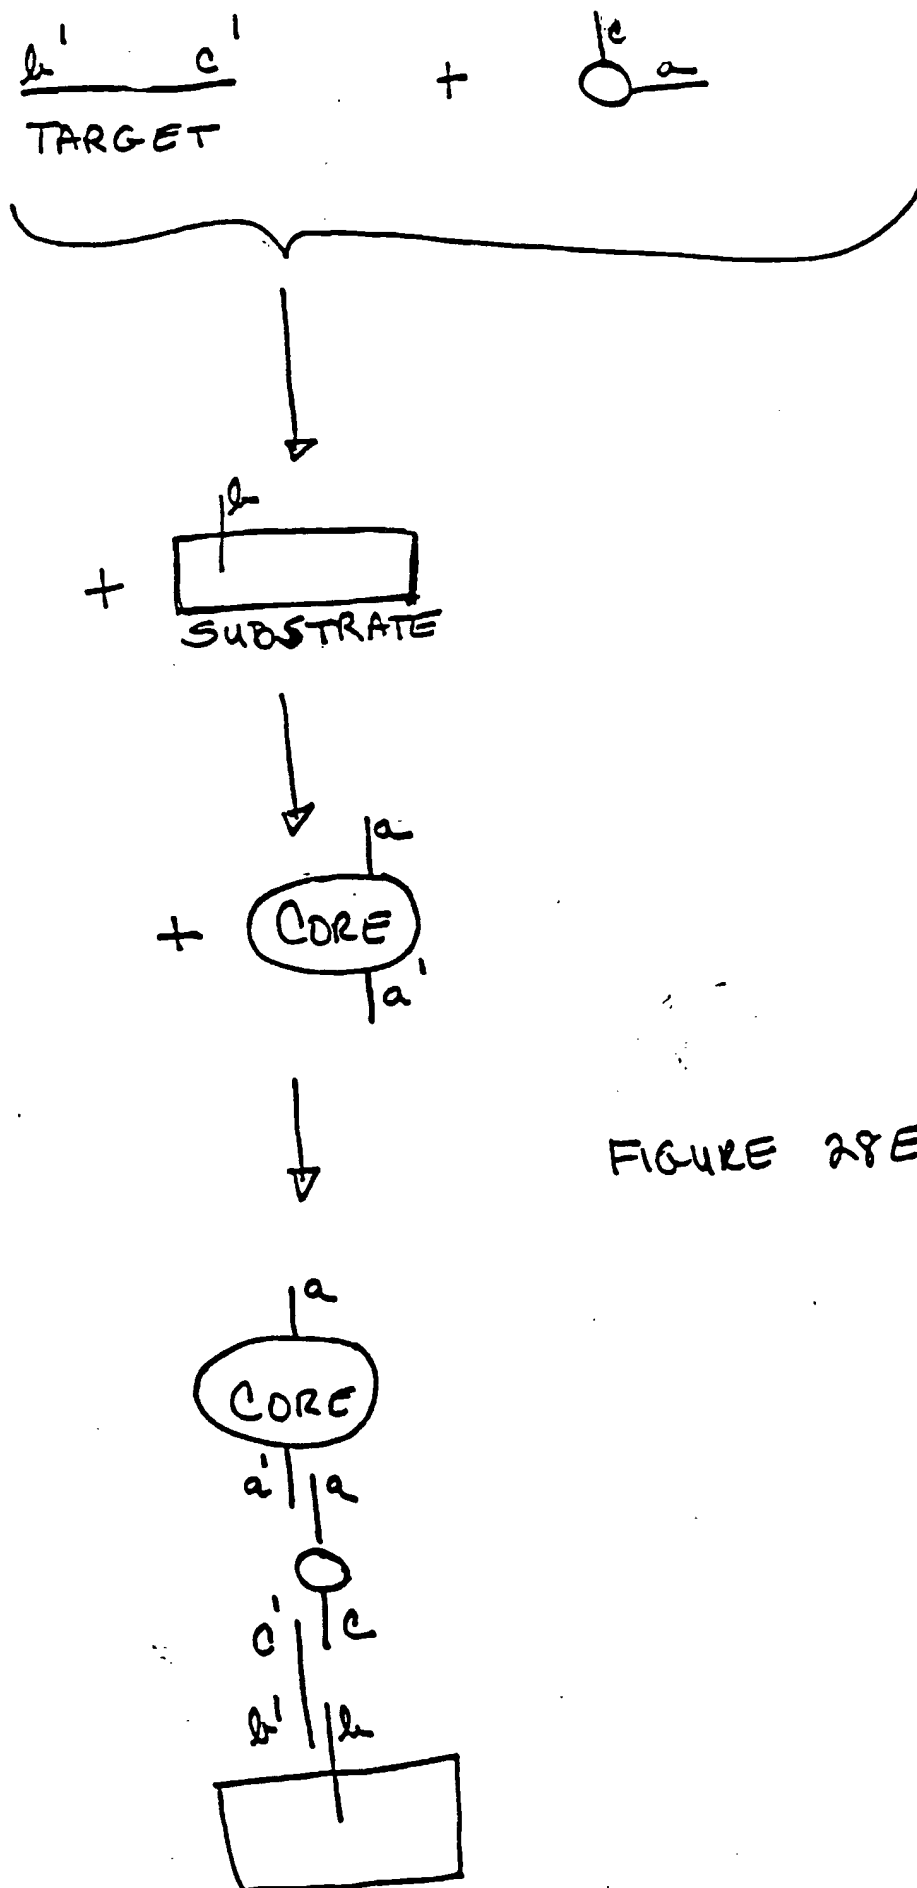 b' c' + c a
TARGET
b
+
SUBSTRATE
a
+ CORE
a'
FIGURE 28E
a
CORE
a' a
c' c
b' b